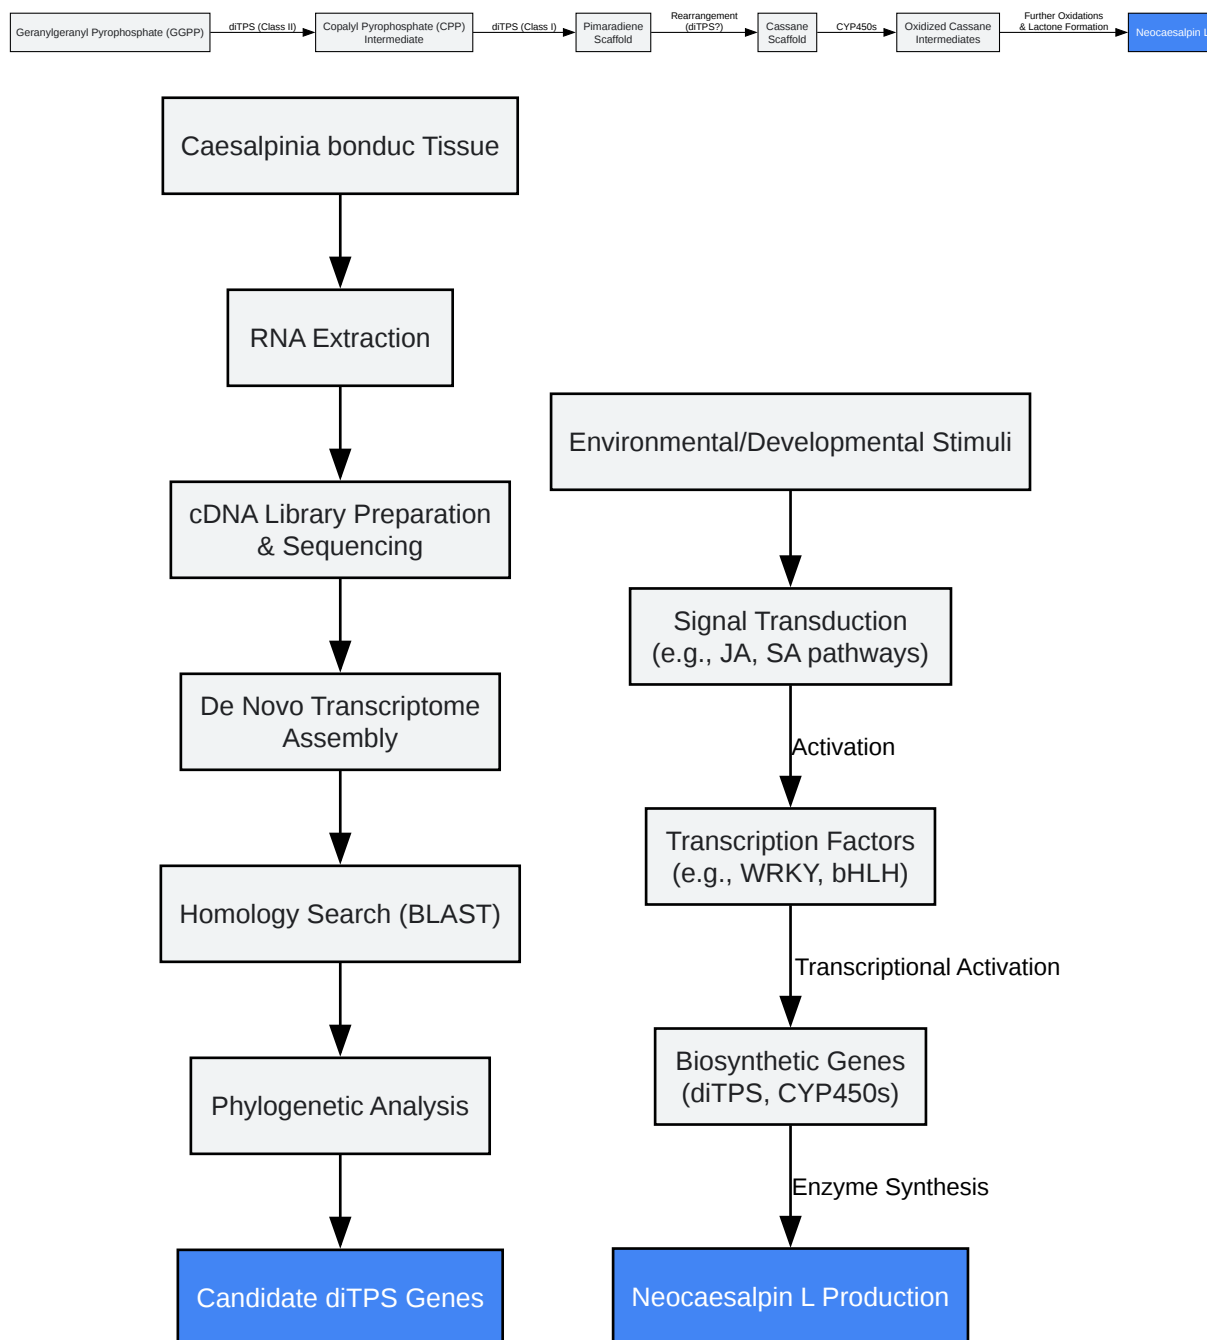 Geranylgeranyl Pyrophosphate (GGPP)
diTPS (Class II)
Copalyl Pyrophosphate (CPP)
Intermediate
diTPS (Class I)
Pimaradiene
Scaffold
Rearrangement
(diTPS?)
Cassane
Scaffold
CYP450s
Oxidized Cassane
Intermediates
Further Oxidations
& Lactone Formation
Neocaesalpin L
Caesalpinia bonduc Tissue
RNA Extraction
cDNA Library Preparation
& Sequencing
De Novo Transcriptome
Assembly
Homology Search (BLAST)
Phylogenetic Analysis
Candidate diTPS Genes
Environmental/Developmental Stimuli
Signal Transduction
(e.g., JA, SA pathways)
Activation
Transcription Factors
(e.g., WRKY, bHLH)
Transcriptional Activation
Biosynthetic Genes
(diTPS, CYP450s)
Enzyme Synthesis
Neocaesalpin L Production